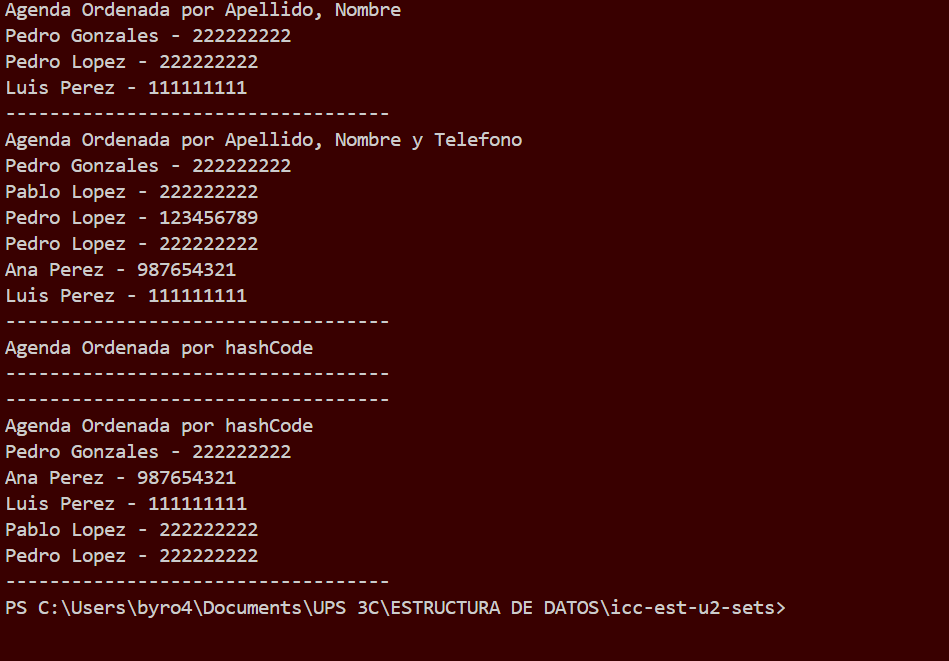 Agenda Ordenada por Apellido, Nombre
Pedro Gonzales - 222222222
Pedro Lopez - 222222222
Luis Perez - 111111111
-----------------------------------
Agenda Ordenada por Apellido, Nombre y Telefono
Pedro Gonzales - 222222222
Pablo Lopez - 222222222
Pedro Lopez - 123456789
Pedro Lopez - 222222222
Ana Perez - 987654321
Luis Perez - 111111111
-----------------------------------
Agenda Ordenada por hashCode
-----------------------------------
-----------------------------------
Agenda Ordenada por hashCode
Pedro Gonzales - 222222222
Ana Perez - 987654321
Luis Perez - 111111111
Pablo Lopez - 222222222
Pedro Lopez - 222222222
-----------------------------------
PS C:\Users\byro4\Documents\UPS 3C\ESTRUCTURA DE DATOS\icc-est-u2-sets>